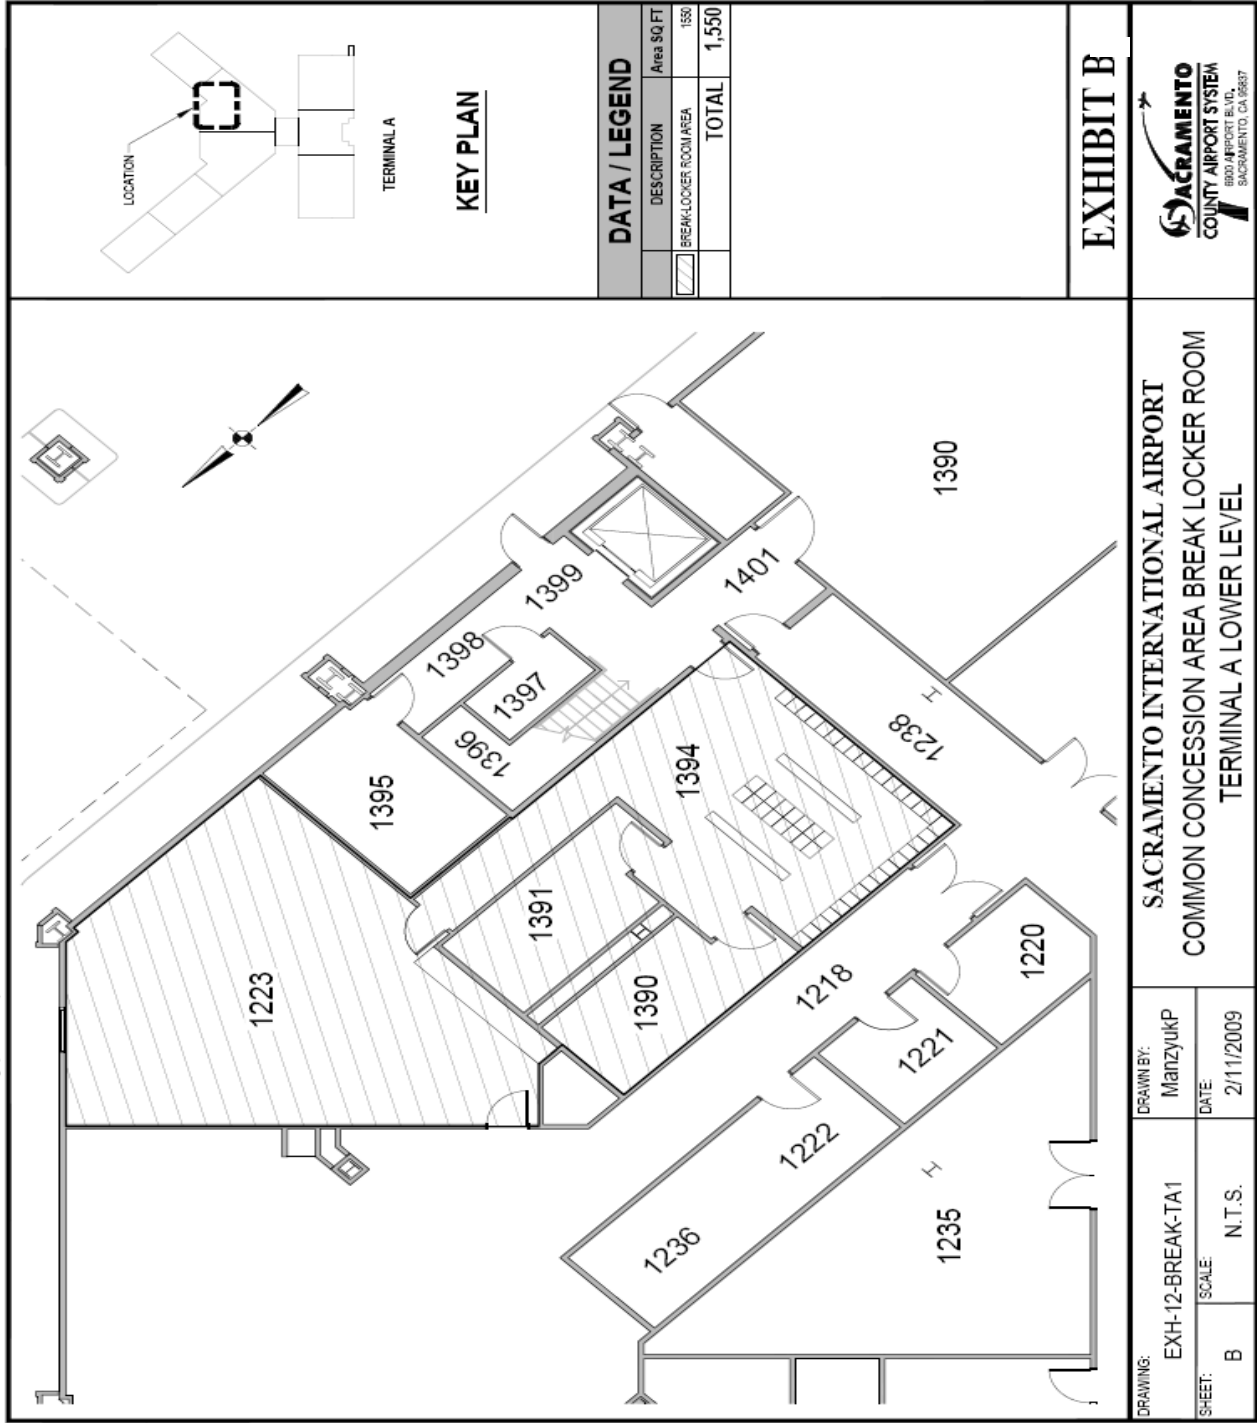 LOCATION
TERMINAL A
KEY PLAN
DATA / LEGEND
DESCRIPTION Area SQ FT
BREAK-LOCKER ROOM AREA 1550
TOTAL 1,550
EXHIBIT B
SACRAMENTO
COUNTY AIRPORT SYSTEM
6900 AIRPORT BLVD.
SACRAMENTO, CA 95837
1390
1399
1401
1398
1397
1396
1238
1395
1394
1391
1223
1390
1218
1220
1221
1222
1236
1235
SACRAMENTO INTERNATIONAL AIRPORT
COMMON CONCESSION AREA BREAK LOCKER ROOM
TERMINAL A LOWER LEVEL
DRAWN BY:
ManzyukP
DATE:
2/11/2009
DRAWING:
EXH-12-BREAK-TA1
SCALE:
N.T.S.
SHEET:
B